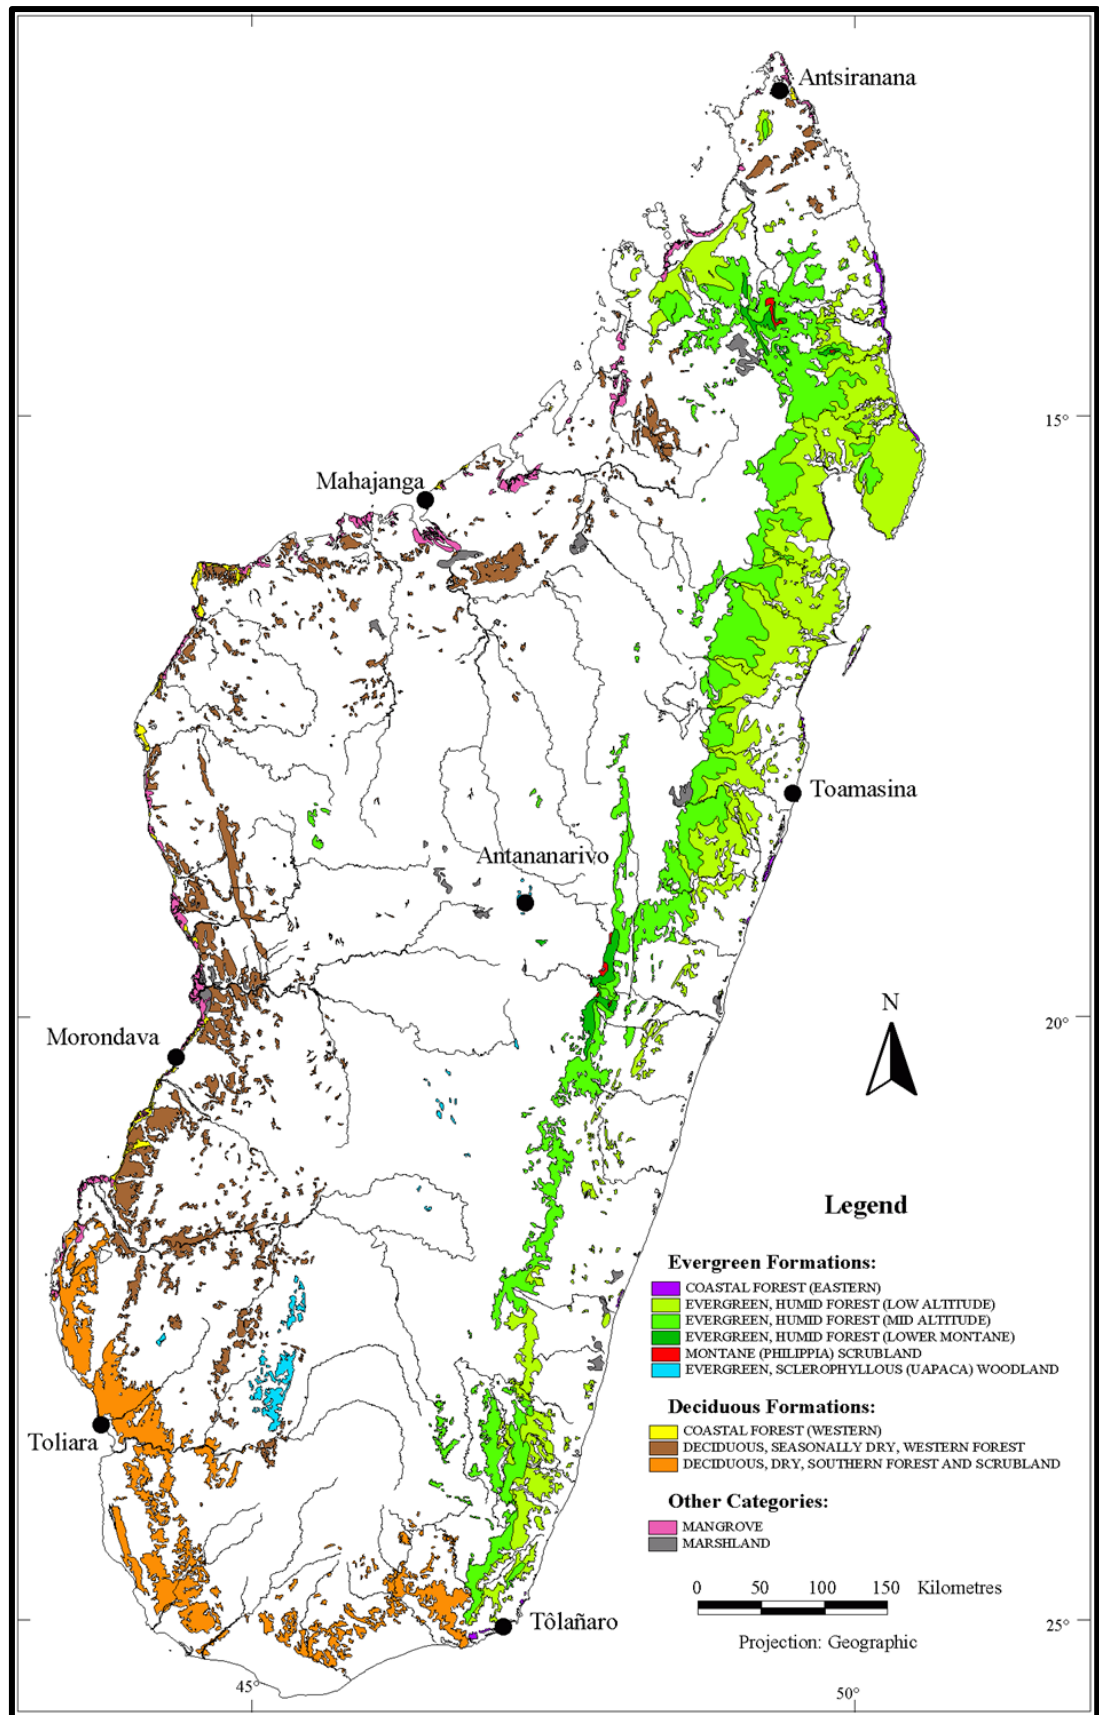 Antsiranana
15°
Mahajanga
Toamasina
Antananarivo
N
20°
Morondava
Legend
Evergreen Formations:
COASTAL FOREST (EASTERN)
EVERGREEN, HUMID FOREST (LOW ALTITUDE)
EVERGREEN, HUMID FOREST (MID ALTITUDE)
EVERGREEN, HUMID FOREST (LOWER MONTANE)
MONTANE (PHILIPPIA) SCRUBLAND
EVERGREEN, SCLEROPHYLLOUS (UAPACA) WOODLAND
Deciduous Formations:
COASTAL FOREST (WESTERN)
DECIDUOUS, SEASONALLY DRY, WESTERN FOREST
DECIDUOUS, DRY, SOUTHERN FOREST AND SCRUBLAND
Toliara
Other Categories:
MANGROVE
MARSHLAND
0 50 100 150 Kilometres
Projection: Geographic
Tôlañaro
25°
45°
50°